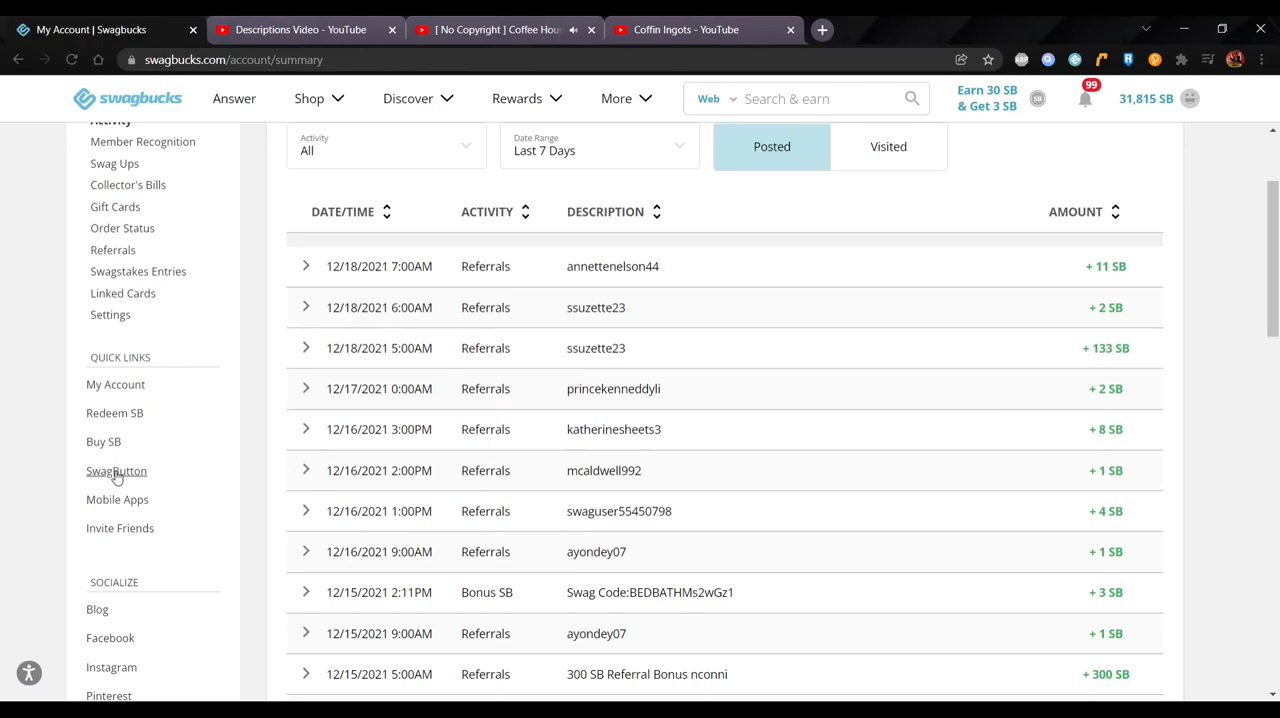 My Account | Swagbucks
Descriptions Video - YouTube
[ No Copyright ] Coffee Hou
Coffin Ingots - YouTube
swagbucks.com/account/summary
ABP
swagbucks
Answer
Shop
Discover
Rewards
More
Web
Search & earn
Earn 30 SB
& Get 3 SB
SB
99
31,815 SB
Activity
Member Recognition
Swag Ups
Collector's Bills
Gift Cards
Order Status
Referrals
Swagstakes Entries
Linked Cards
Settings
QUICK LINKS
My Account
Redeem SB
Buy SB
SwagButton
Mobile Apps
Invite Friends
SOCIALIZE
Blog
Facebook
Instagram
Pinterest
Activity
All
Date Range
Last 7 Days
Posted
Visited
DATE/TIME ACTIVITY DESCRIPTION AMOUNT
12/18/2021 7:00AM Referrals annettenelson44 + 11 SB
12/18/2021 6:00AM Referrals ssuzette23 + 2 SB
12/18/2021 5:00AM Referrals ssuzette23 + 133 SB
12/17/2021 0:00AM Referrals princekenneddyli + 2 SB
12/16/2021 3:00PM Referrals katherinesheets3 + 8 SB
12/16/2021 2:00PM Referrals mcaldwell992 + 1 SB
12/16/2021 1:00PM Referrals swaguser55450798 + 4 SB
12/16/2021 9:00AM Referrals ayondey07 + 1 SB
12/15/2021 2:11PM Bonus SB Swag Code:BEDBATHMs2wGz1 + 3 SB
12/15/2021 9:00AM Referrals ayondey07 + 1 SB
12/15/2021 5:00AM Referrals 300 SB Referral Bonus nconni + 300 SB